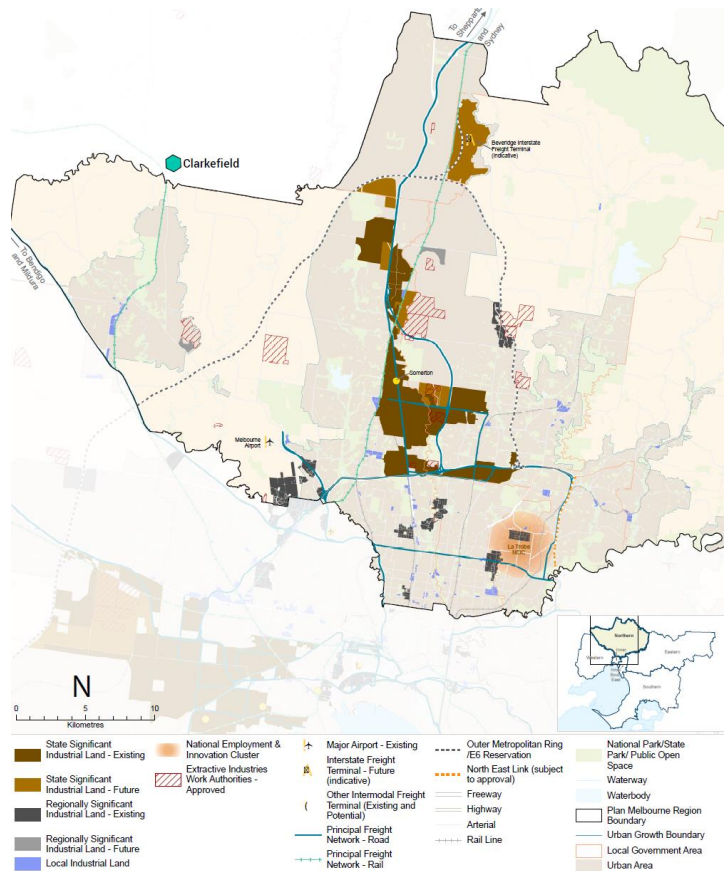 To
Shepparton
and
Sydney
Clarkefield
Beveridge Interstate
Freight Terminal
(indicative)
To Bendigo
and Mildura
Somerton
Melbourne
Airport
La Trobe
NEIC
Northern
Western
Inner
Eastern
Southern
N
0
5
10
Kilometres
State Significant
Industrial Land - Existing
State Significant
Industrial Land - Future
Regionally Significant
Industrial Land - Existing
Regionally Significant
Industrial Land - Future
Local Industrial Land
National Employment &
Innovation Cluster
Extractive Industries
Work Authorities -
Approved
Major Airport - Existing
Interstate Freight
Terminal - Future
(indicative)
Other Intermodal Freight
Terminal (Existing and
Potential)
Principal Freight
Network - Road
Principal Freight
Network - Rail
Outer Metropolitan Ring
/E6 Reservation
North East Link (subject
to approval)
Freeway
Highway
Arterial
Rail Line
National Park/State
Park/ Public Open
Space
Waterway
Waterbody
Plan Melbourne Region
Boundary
Urban Growth Boundary
Local Government Area
Urban Area